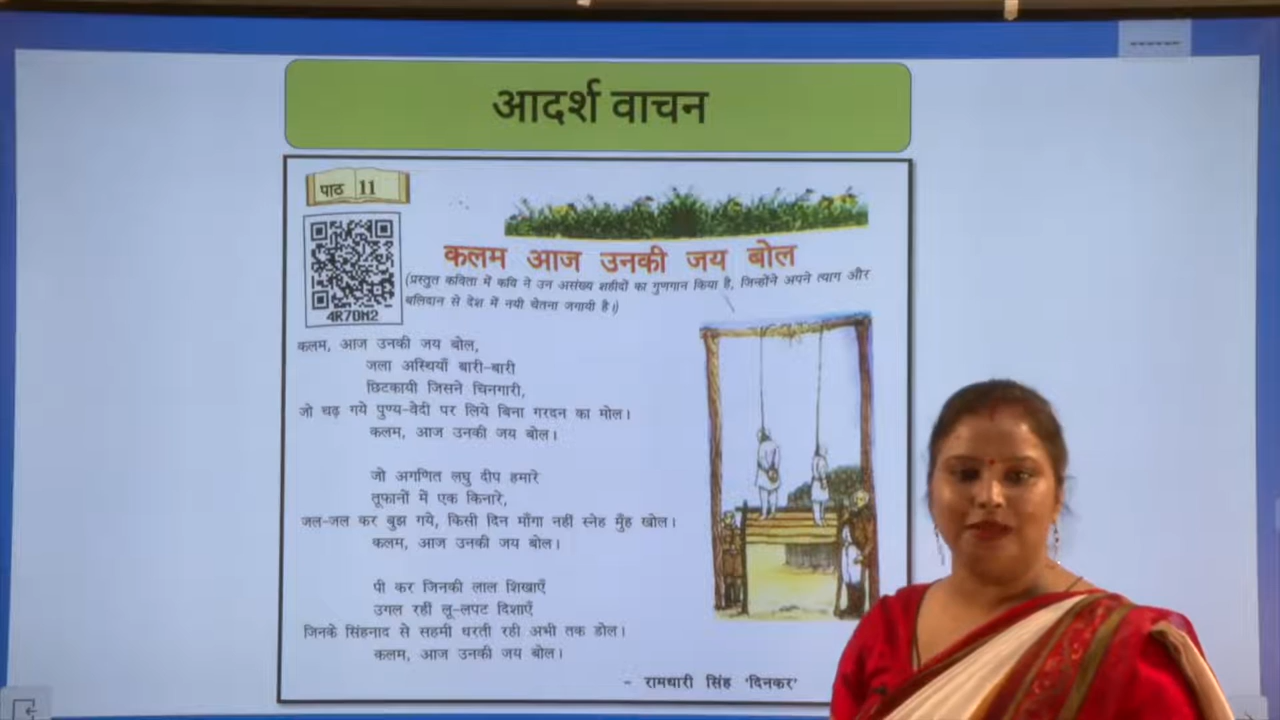 आदर्श वाचन
पाठ 11
4R7DM2
कलम आज उनकी जय बोल
(प्रस्तुत कविता में कवि ने उन असंख्य शहीदों का गुणगान किया है, जिन्होंने अपने त्याग और
बलिदान से देश में नयी चेतना जगायी है।)
कलम, आज उनकी जय बोल,
जला अस्थियाँ बारी-बारी
छिटकायी जिसने चिनगारी,
जो चढ़ गये पुण्य-वेदी पर लिये बिना गरदन का मोल।
कलम, आज उनकी जय बोल।
जो अगणित लघु दीप हमारे
तूफानों में एक किनारे,
जल-जल कर बुझ गये, किसी दिन माँगा नहीं स्नेह मुँह खोल।
कलम, आज उनकी जय बोल।
पी कर जिनकी लाल शिखाएँ
उगल रहीं लू-लपट दिशाएँ
जिनके सिंहनाद से सहमी धरती रही अभी तक डोल।
कलम, आज उनकी जय बोल।
- रामधारी सिंह 'दिनकर'